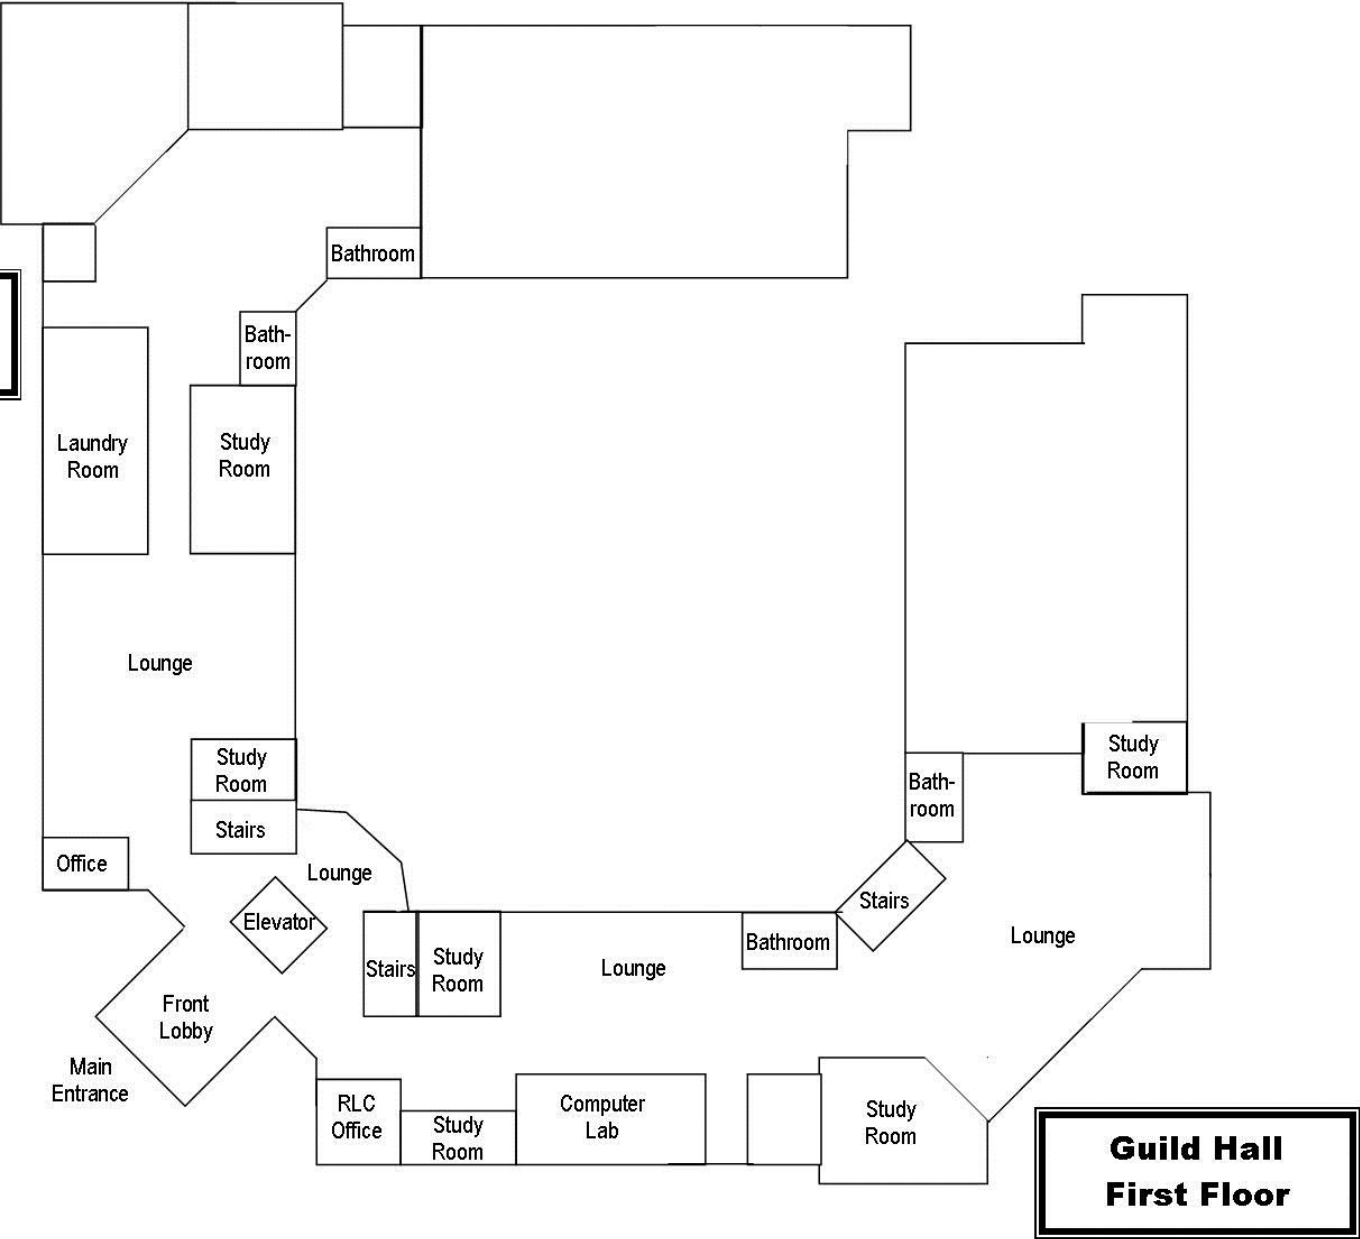 Bathroom
Bath-
room
Laundry
Room
Study
Room
Lounge
Study
Room
Stairs
Office
Lounge
Elevator
Front
Lobby
Main
Entrance
Stairs
Study
Room
Lounge
Bathroom
Stairs
Bath-
room
Study
Room
Lounge
RLC
Office
Study
Room
Computer
Lab
Study
Room
Guild Hall
First Floor